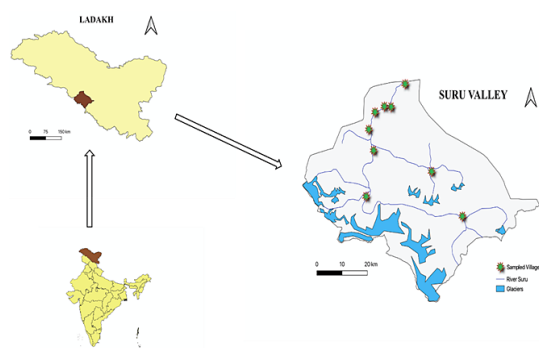 LADAKH
0 75 150 km
SURU VALLEY
0 10 20 km
Sampled Village
River Suru
Glaciers